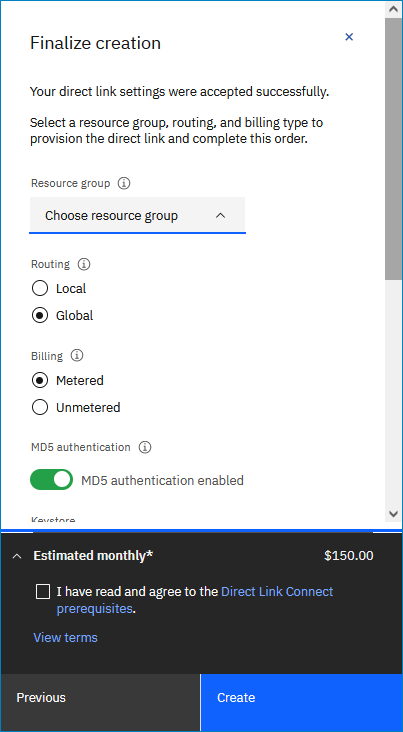 Finalize creation
Your direct link settings were accepted successfully.
Select a resource group, routing, and billing type to
provision the direct link and complete this order.
Resource group
Choose resource group
Routing
Local
Global
Billing
Metered
Unmetered
MD5 authentication
MD5 authentication enabled
Keystore
Estimated monthly* $150.00
I have read and agree to the Direct Link Connect
prerequisites.
View terms
Previous Create